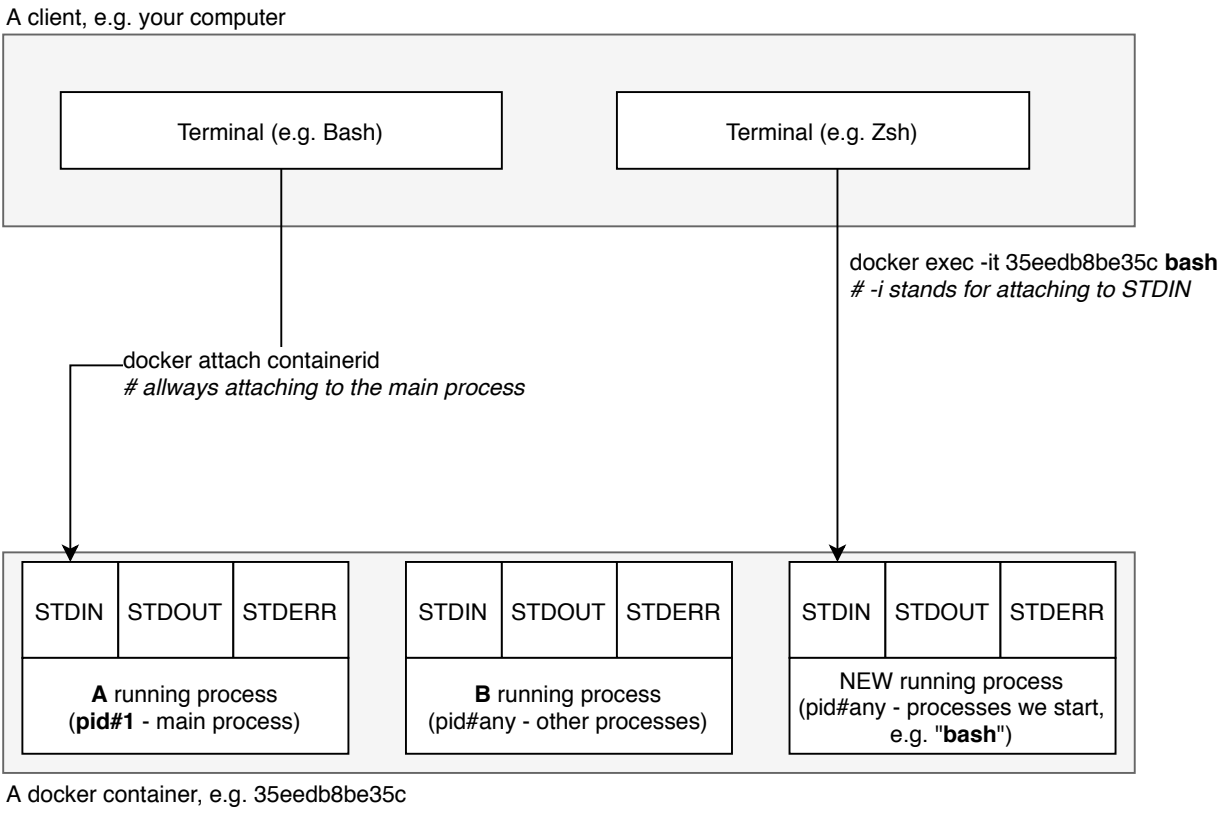 A client, e.g. your computer
Terminal (e.g. Bash)
Terminal (e.g. Zsh)
docker exec -it 35eedb8be35c bash
# -i stands for attaching to STDIN
docker attach containerid
# allways attaching to the main process
STDIN
STDOUT
STDERR
A running process
(pid#1 - main process)
STDIN
STDOUT
STDERR
B running process
(pid#any - other processes)
STDIN
STDOUT
STDERR
NEW running process
(pid#any - processes we start,
e.g. "bash")
A docker container, e.g. 35eedb8be35c